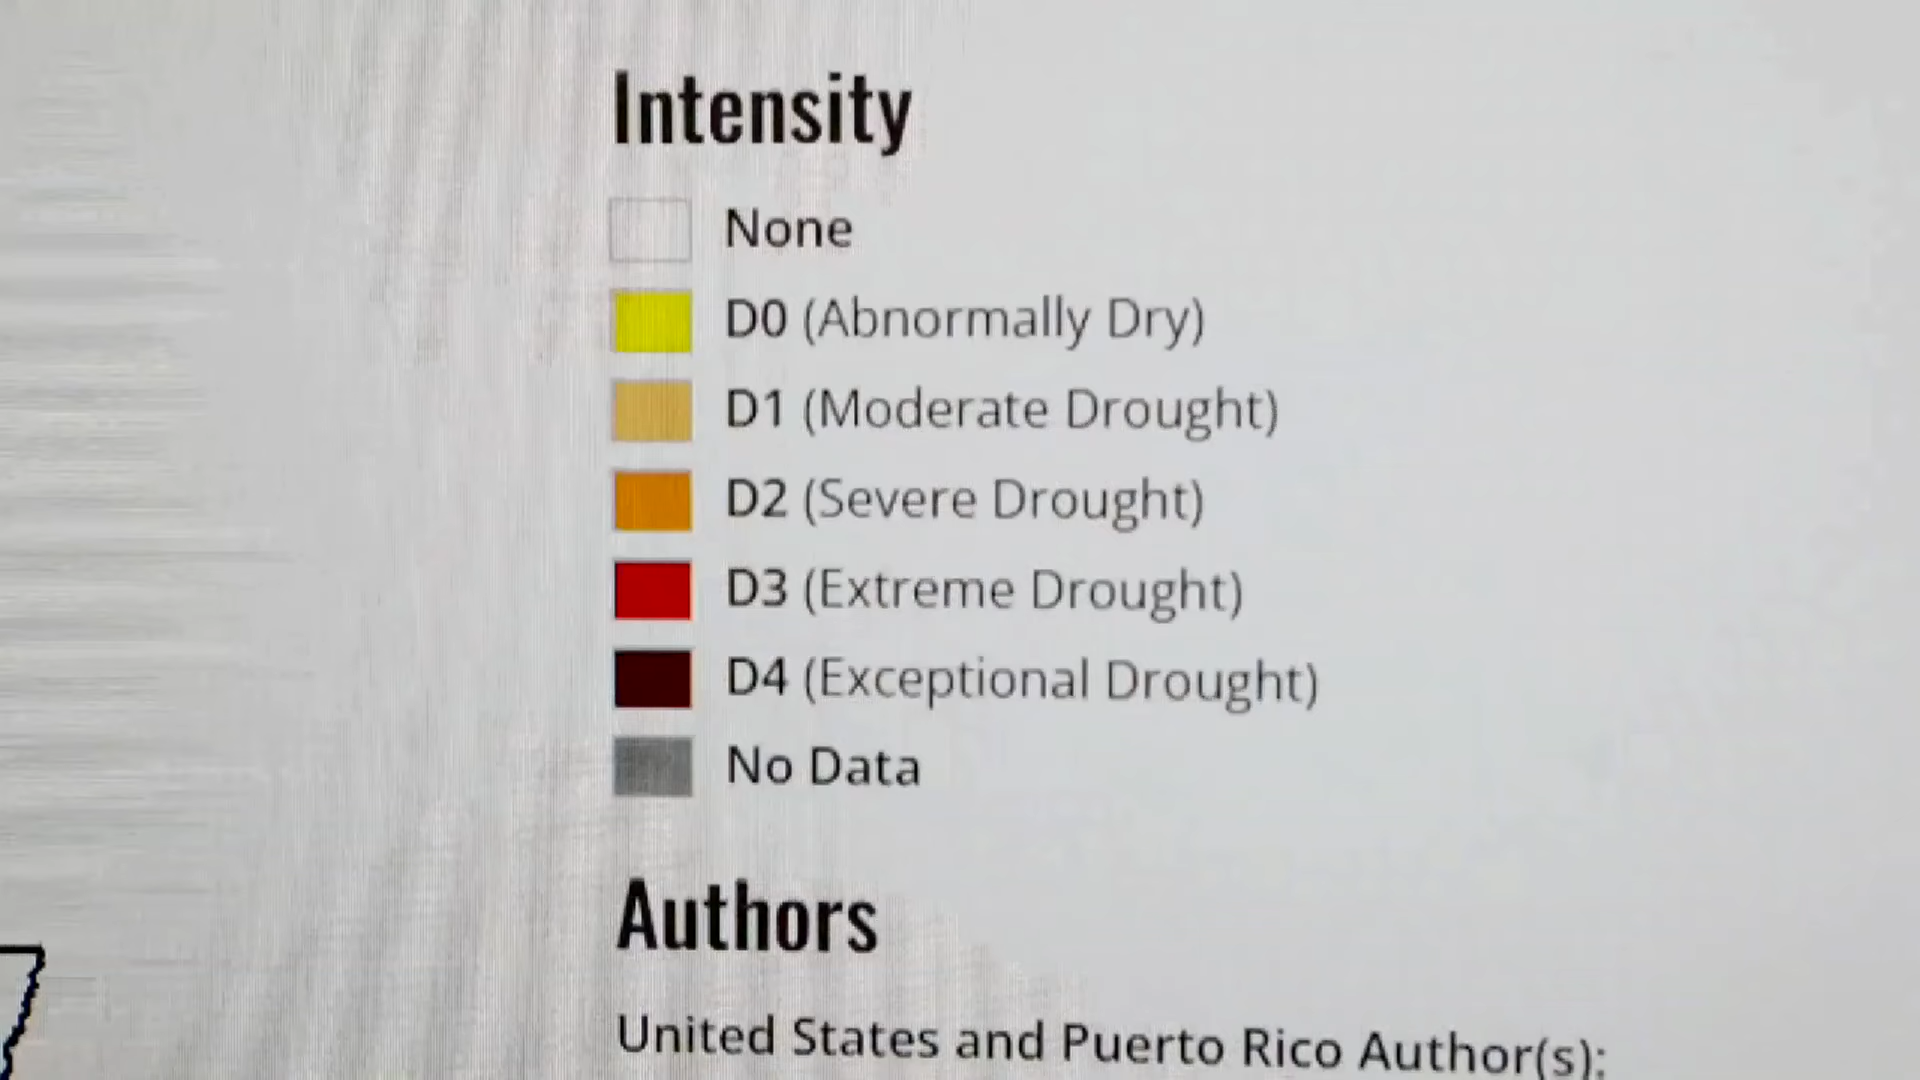 Intensity
None
D0 (Abnormally Dry)
D1 (Moderate Drought)
D2 (Severe Drought)
D3 (Extreme Drought)
D4 (Exceptional Drought)
No Data
Authors
United States and Puerto Rico Author(s):